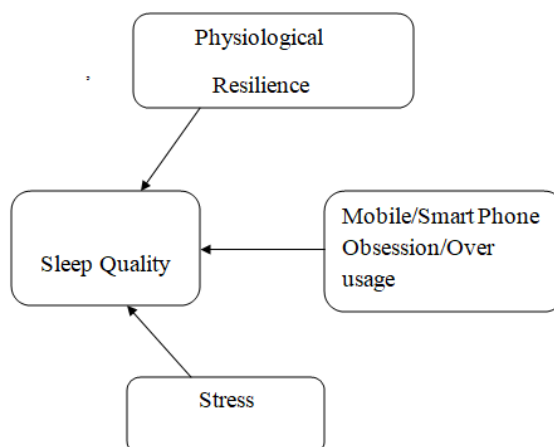 Physiological
Resilience
Mobile/Smart Phone
Obsession/Over
usage
Sleep Quality
Stress